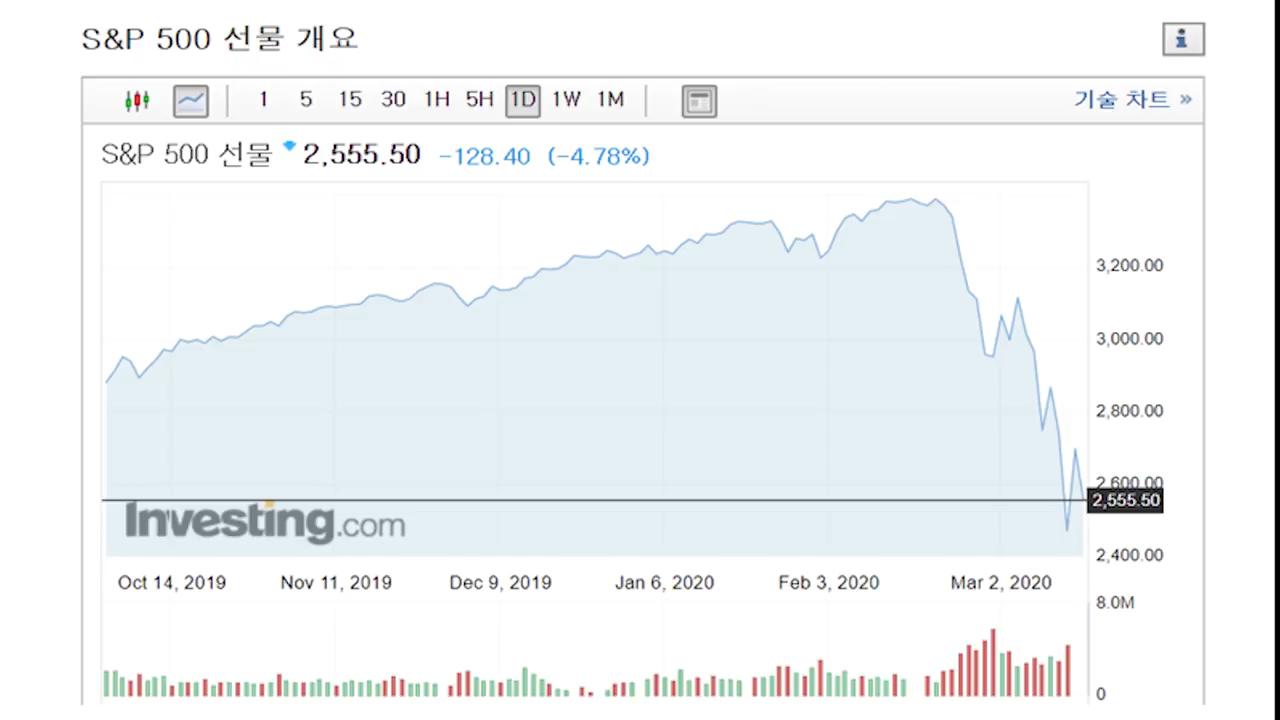 S&P 500 선물 개요
1 5 15 30 1H 5H 1D 1W 1M 기술 차트 »
S&P 500 선물 2,555.50 -128.40 (-4.78%)
3,200.00
3,000.00
2,800.00
2,600.00
2,555.50
Investing.com
2,400.00
Oct 14, 2019 Nov 11, 2019 Dec 9, 2019 Jan 6, 2020 Feb 3, 2020 Mar 2, 2020
8.0M
0